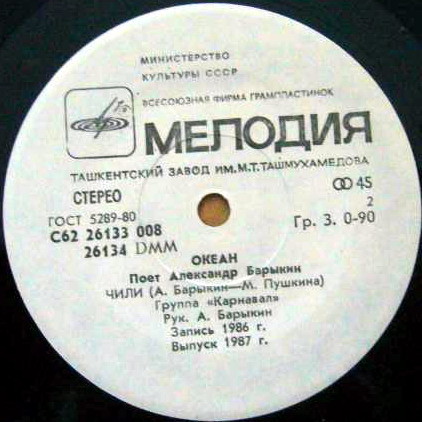 МИНИСТЕРСТВО
КУЛЬТУРЫ СССР
ВСЕСОЮЗНАЯ ФИРМА ГРАМПЛАСТИНОК
МЕЛОДИЯ
ТАШКЕНТСКИЙ ЗАВОД ИМ.М.Т.ТАШМУХАМЕДОВА
СТЕРЕО
45
ГОСТ 5289-80
2
С62 26133 008
Гр. 3. 0-90
26134 DMM
ОКЕАН
Поет Александр Барыкин
ЧИЛИ (А. Барыкин—М. Пушкина)
Группа «Карнавал»
Рук. А. Барыкин
Запись 1986 г.
Выпуск 1987 г.